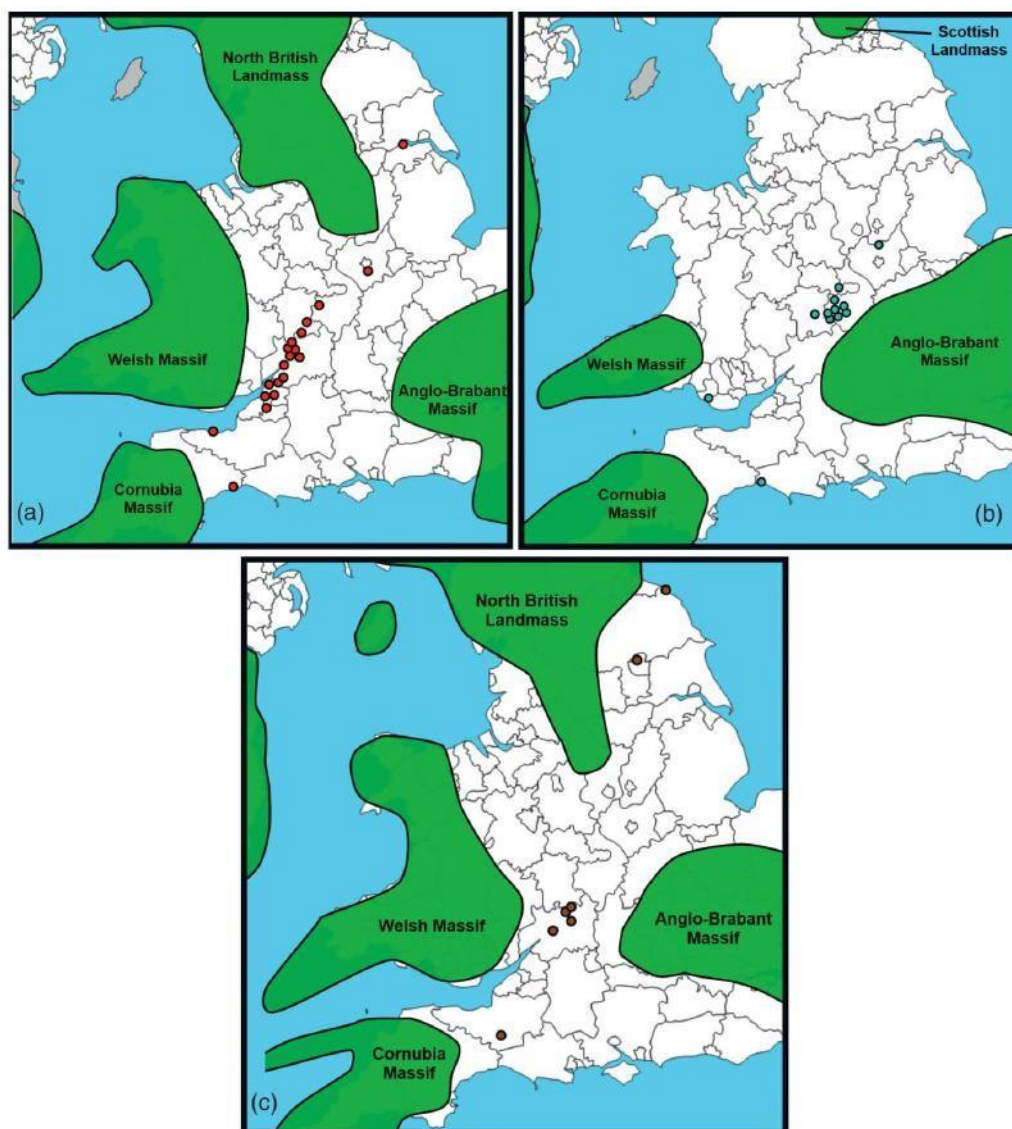 North British
Landmass
Welsh Massif
Anglo-Brabant
Massif
Cornubia
Massif
(a)
Scottish
Landmass
Anglo-Brabant
Massif
Welsh Massif
Cornubia
Massif
(b)
North British
Landmass
Welsh Massif
Anglo-Brabant
Massif
Cornubia
Massif
(c)